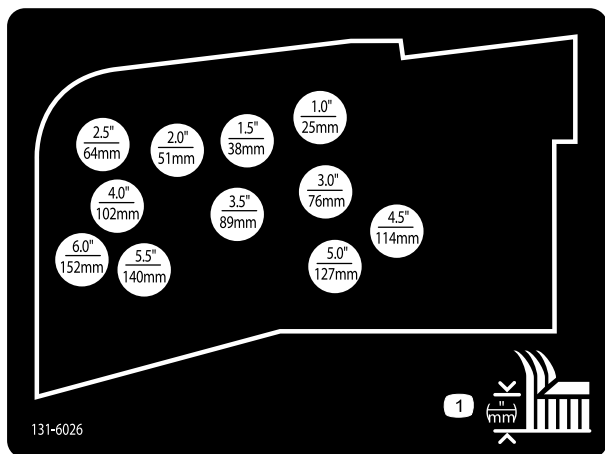 1.0"
25mm
1.5"
38mm
2.5"
64mm
2.0"
51mm
3.0"
76mm
4.0"
102mm
3.5"
89mm
4.5"
114mm
6.0"
152mm
5.5"
140mm
5.0"
127mm
1
"
(mm)
131-6026